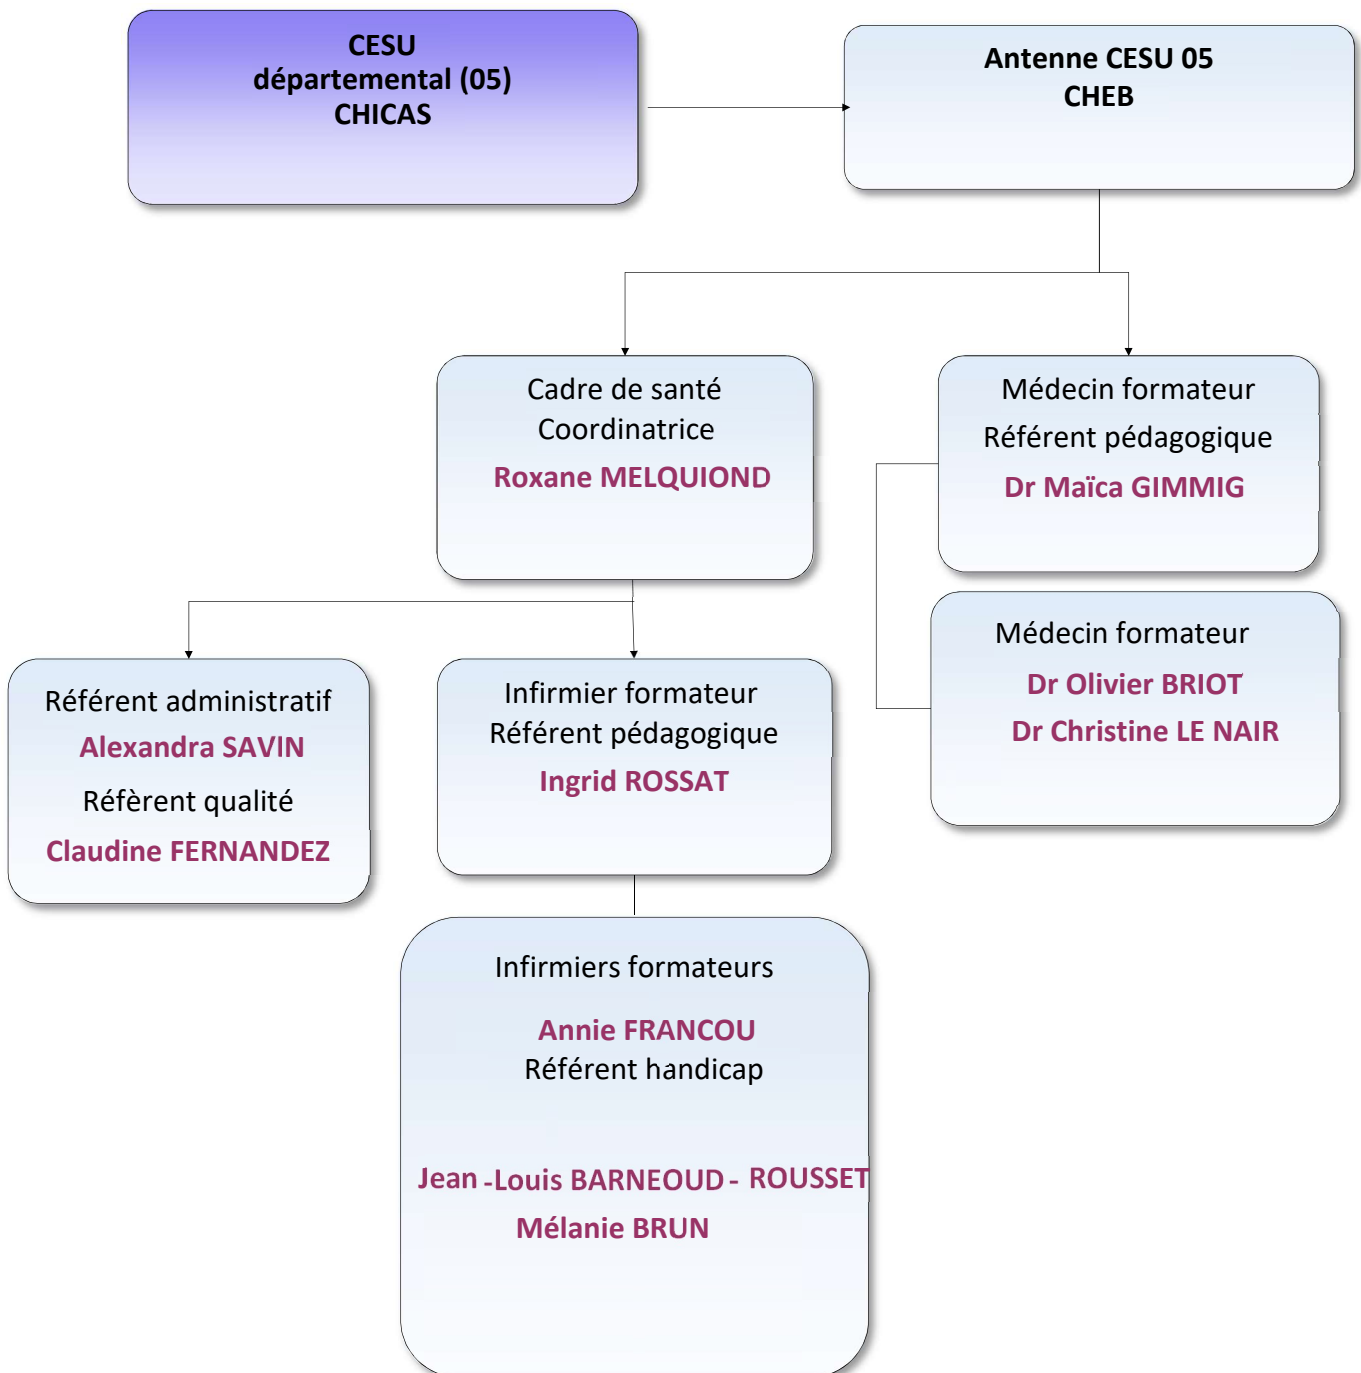 CESU
départemental (05)
CHICAS
Antenne CESU 05
CHEB
Cadre de santé
Coordinatrice
Roxane MELQUIOND
Médecin formateur
Référent pédagogique
Dr Maïca GIMMIG
Médecin formateur
Dr Olivier BRIOT
Dr Christine LE NAIR
Référent administratif
Alexandra SAVIN
Réfèrent qualité
Claudine FERNANDEZ
Infirmier formateur
Référent pédagogique
Ingrid ROSSAT
Infirmiers formateurs
Annie FRANCOU
Référent handicap
Jean -Louis BARNEOUD - ROUSSET
Mélanie BRUN